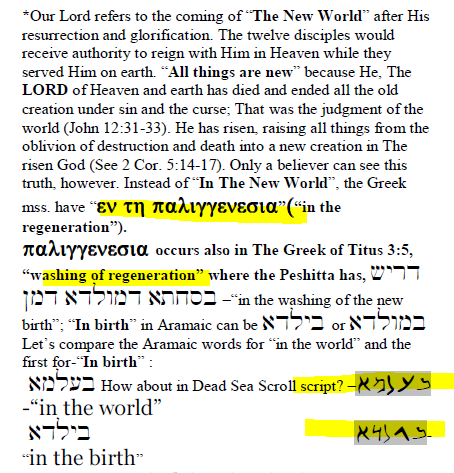 *Our Lord refers to the coming of “The New World” after His
resurrection and glorification. The twelve disciples would
receive authority to reign with Him in Heaven while they
served Him on earth. “All things are new” because He, The
LORD of Heaven and earth has died and ended all the old
creation under sin and the curse; That was the judgment of the
world (John 12:31-33). He has risen, raising all things from the
oblivion of destruction and death into a new creation in The
risen God (See 2 Cor. 5:14-17). Only a believer can see this
truth, however. Instead of “In The New World”, the Greek
mss. have “εν τη παλιγγενεσια”(“in the
regeneration”).
παλιγγενεσια occurs also in The Greek of Titus 3:5,
“washing of regeneration” where the Peshitta has, דריש
בסחתא דמולדא דמן –“in the washing of the new
birth”; “In birth” in Aramaic can be בילדא or במולדא
Let’s compare the Aramaic words for “in the world” and the
first for-“In birth” :
בעלמא How about in Dead Sea Scroll script? –
-“in the world”
בילדא
“in the birth”